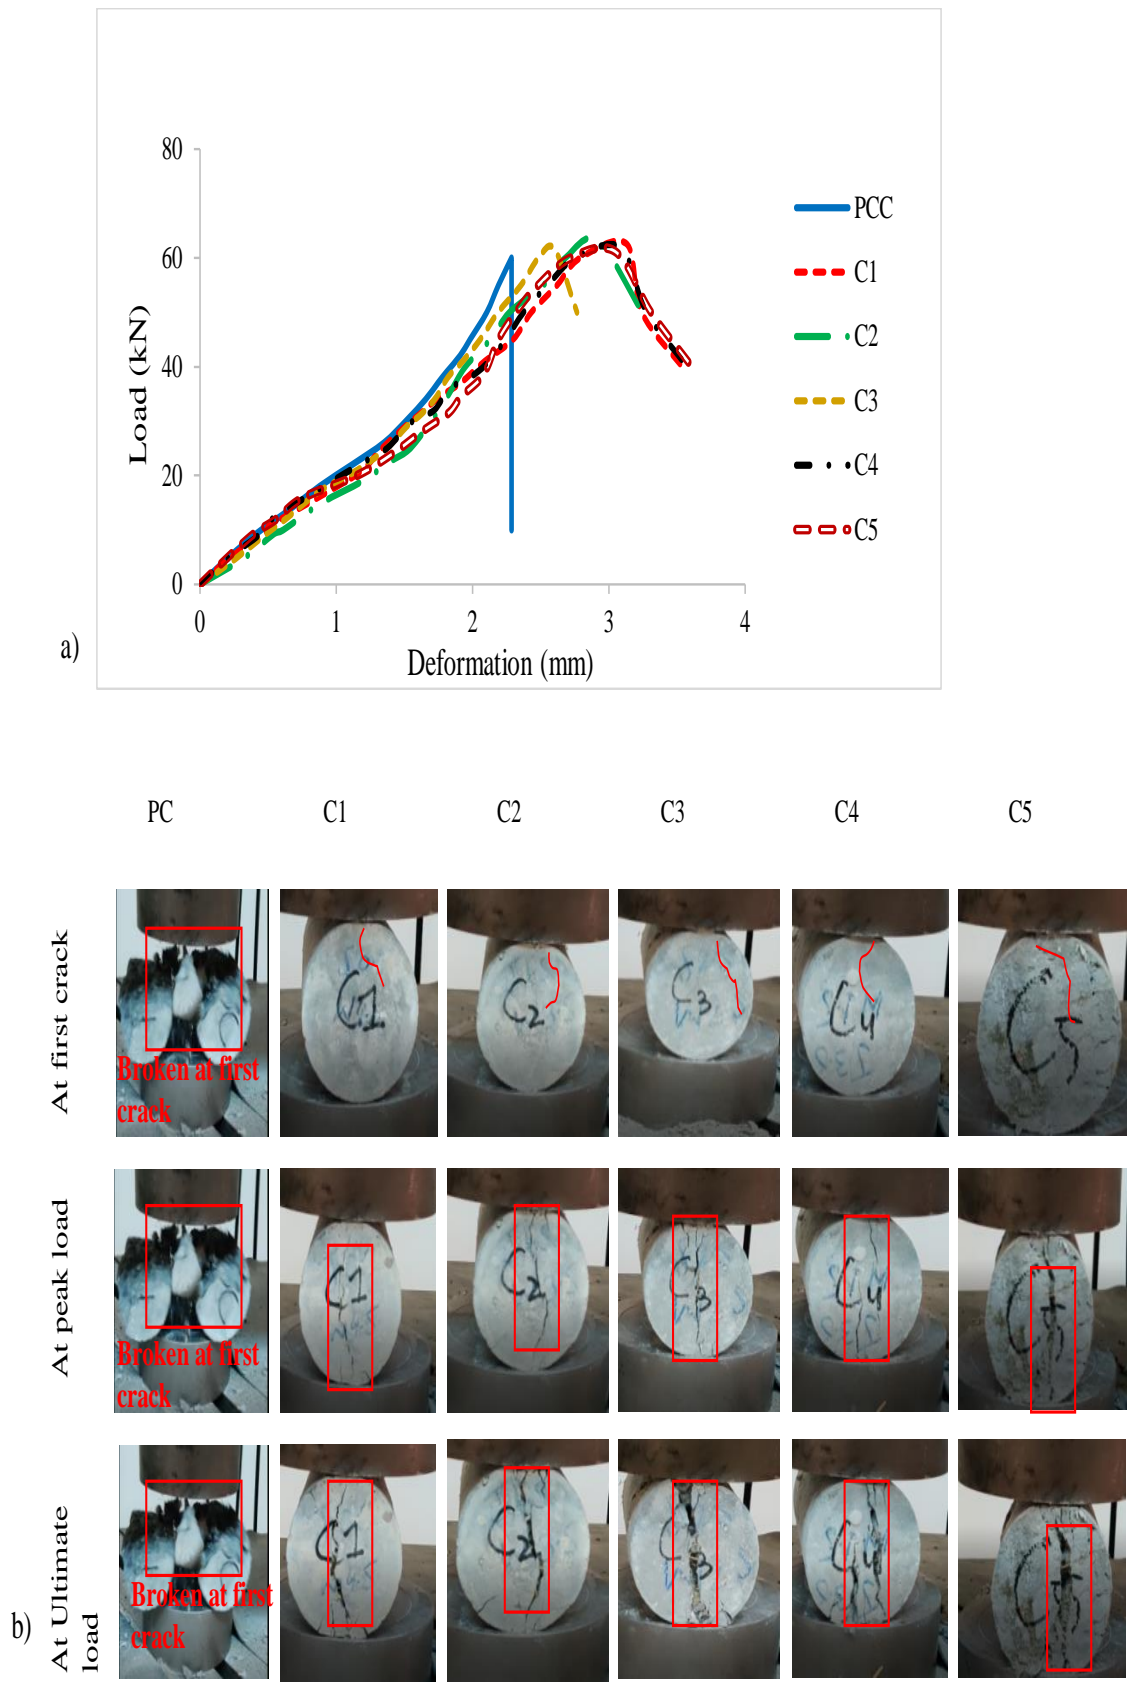 80
60
40
20
0
0 1 2 3 4
Load (kN)
Deformation (mm)
PCC
C1
C2
C3
C4
C5
a)
PC C1 C2 C3 C4 C5
At first crack
Broken at first
crack
C1
C2
C3
C4
C5
At peak load
Broken at first
crack
C1
C2
C3
C4
C5
At Ultimate
load
Broken at first
crack
C1
C2
C3
C4
C5
b)